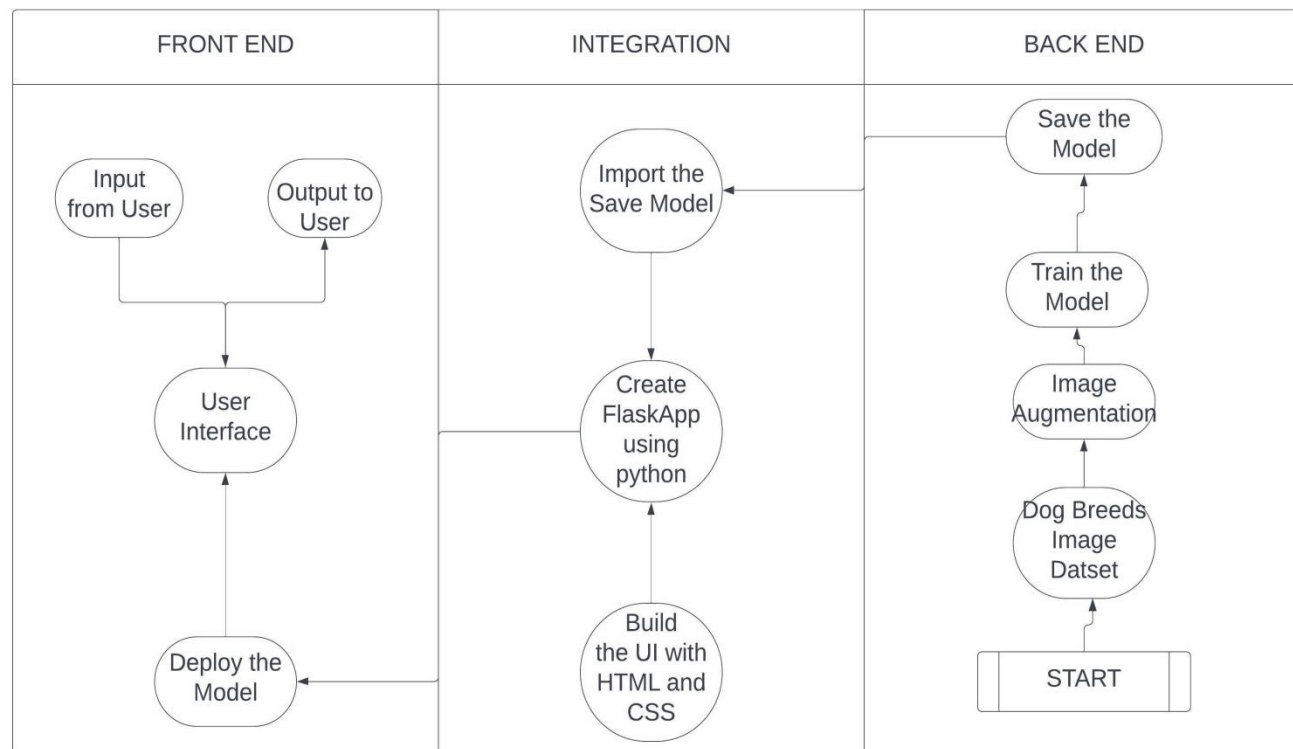 FRONT END
INTEGRATION
BACK END
Input
from User
Output to
User
User
Interface
Deploy the
Model
Import the
Save Model
Create
FlaskApp
using
python
Build
the UI with
HTML and
CSS
Save the
Model
Train the
Model
Image
Augmentation
Dog Breeds
Image
Datset
START